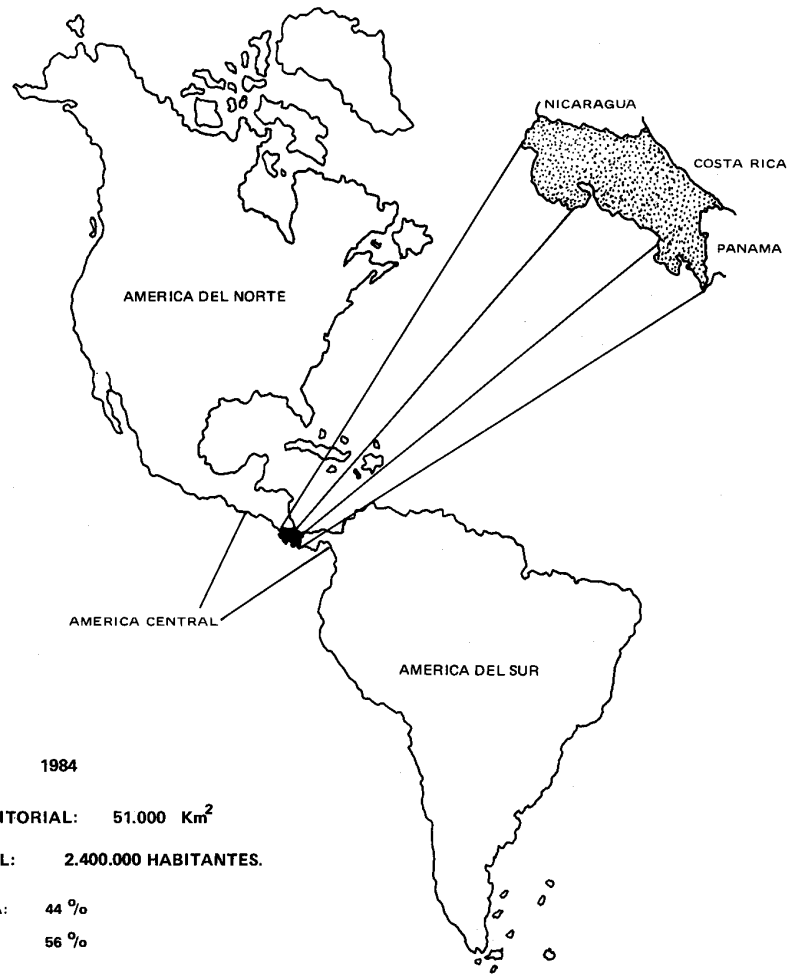 NICARAGUA
COSTA RICA
PANAMA
AMERICA DEL NORTE
AMERICA CENTRAL
AMERICA DEL SUR
1984
ITORIAL: 51.000 Km²
L: 2.400.000 HABITANTES.
A: 44 %
56 %